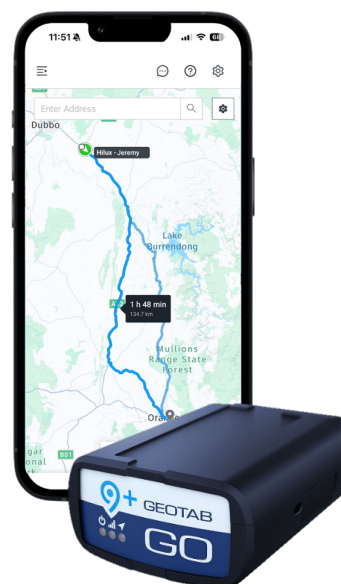 11:51
Enter Address
Dubbo
Hilux - Jeremy
Lake
Burrendong
1 h 48 min
134.7 km
Mullions
Range State
Forest
B81
GEOTAB
GO